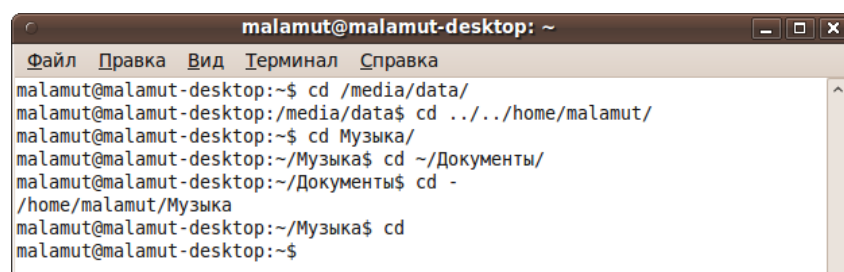 malamut@malamut-desktop: ~
Файл Правка Вид Терминал Справка
malamut@malamut-desktop:~$ cd /media/data/
malamut@malamut-desktop:/media/data$ cd ../../home/malamut/
malamut@malamut-desktop:~$ cd Музыка/
malamut@malamut-desktop:~/Музыка$ cd ~/Документы/
malamut@malamut-desktop:~/Документы$ cd -
/home/malamut/Музыка
malamut@malamut-desktop:~/Музыка$ cd
malamut@malamut-desktop:~$